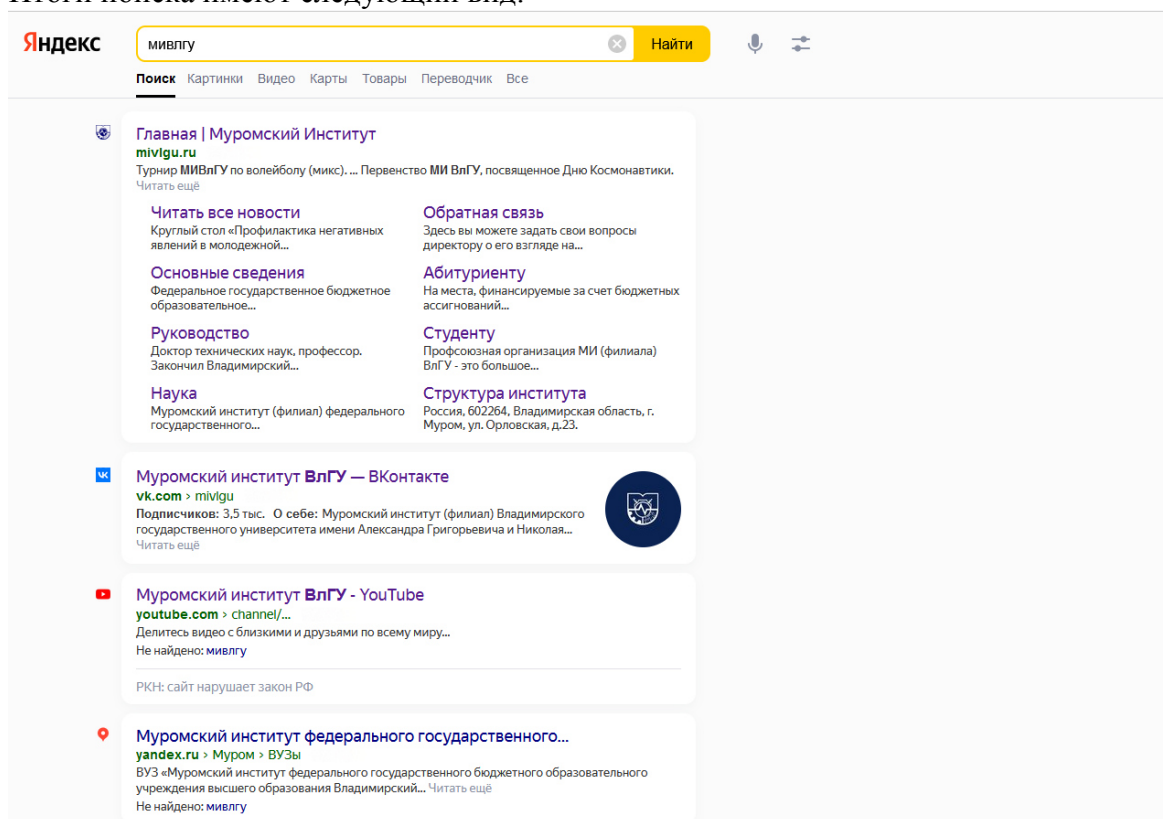 Итоги поиска имеют следующий вид:
Яндекс
мивлгу
Найти
Поиск Картинки Видео Карты Товары Переводчик Все
Главная | Муромский Институт
mivlgu.ru
Турнир МИВлГУ по волейболу (микс). ... Первенство МИ ВлГУ, посвященное Дню Космонавтики.
Читать ещё
Читать все новости
Круглый стол «Профилактика негативных
явлений в молодежной...
Обратная связь
Здесь вы можете задать свои вопросы
директору о его взгляде на...
Основные сведения
Федеральное государственное бюджетное
образовательное...
Абитуриенту
На места, финансируемые за счет бюджетных
ассигнований...
Руководство
Доктор технических наук, профессор.
Закончил Владимирский...
Студенту
Профсоюзная организация МИ (филиала)
ВлГУ - это большое...
Наука
Муромский институт (филиал) федерального
государственного...
Структура института
Россия, 602264, Владимирская область, г.
Муром, ул. Орловская, д.23.
Муромский институт ВлГУ — ВКонтакте
vk.com › mivlgu
Подписчиков: 3,5 тыс. О себе: Муромский институт (филиал) Владимирского
государственного университета имени Александра Григорьевича и Николая...
Читать ещё
Муромский институт ВлГУ - YouTube
youtube.com › channel/...
Делитесь видео с близкими и друзьями по всему миру...
Не найдено: мивлгу
РКН: сайт нарушает закон РФ
Муромский институт федерального государственного...
yandex.ru › Муром › ВУЗы
ВУЗ «Муромский институт федерального государственного бюджетного образовательного
учреждения высшего образования Владимирский... Читать ещё
Не найдено: мивлгу